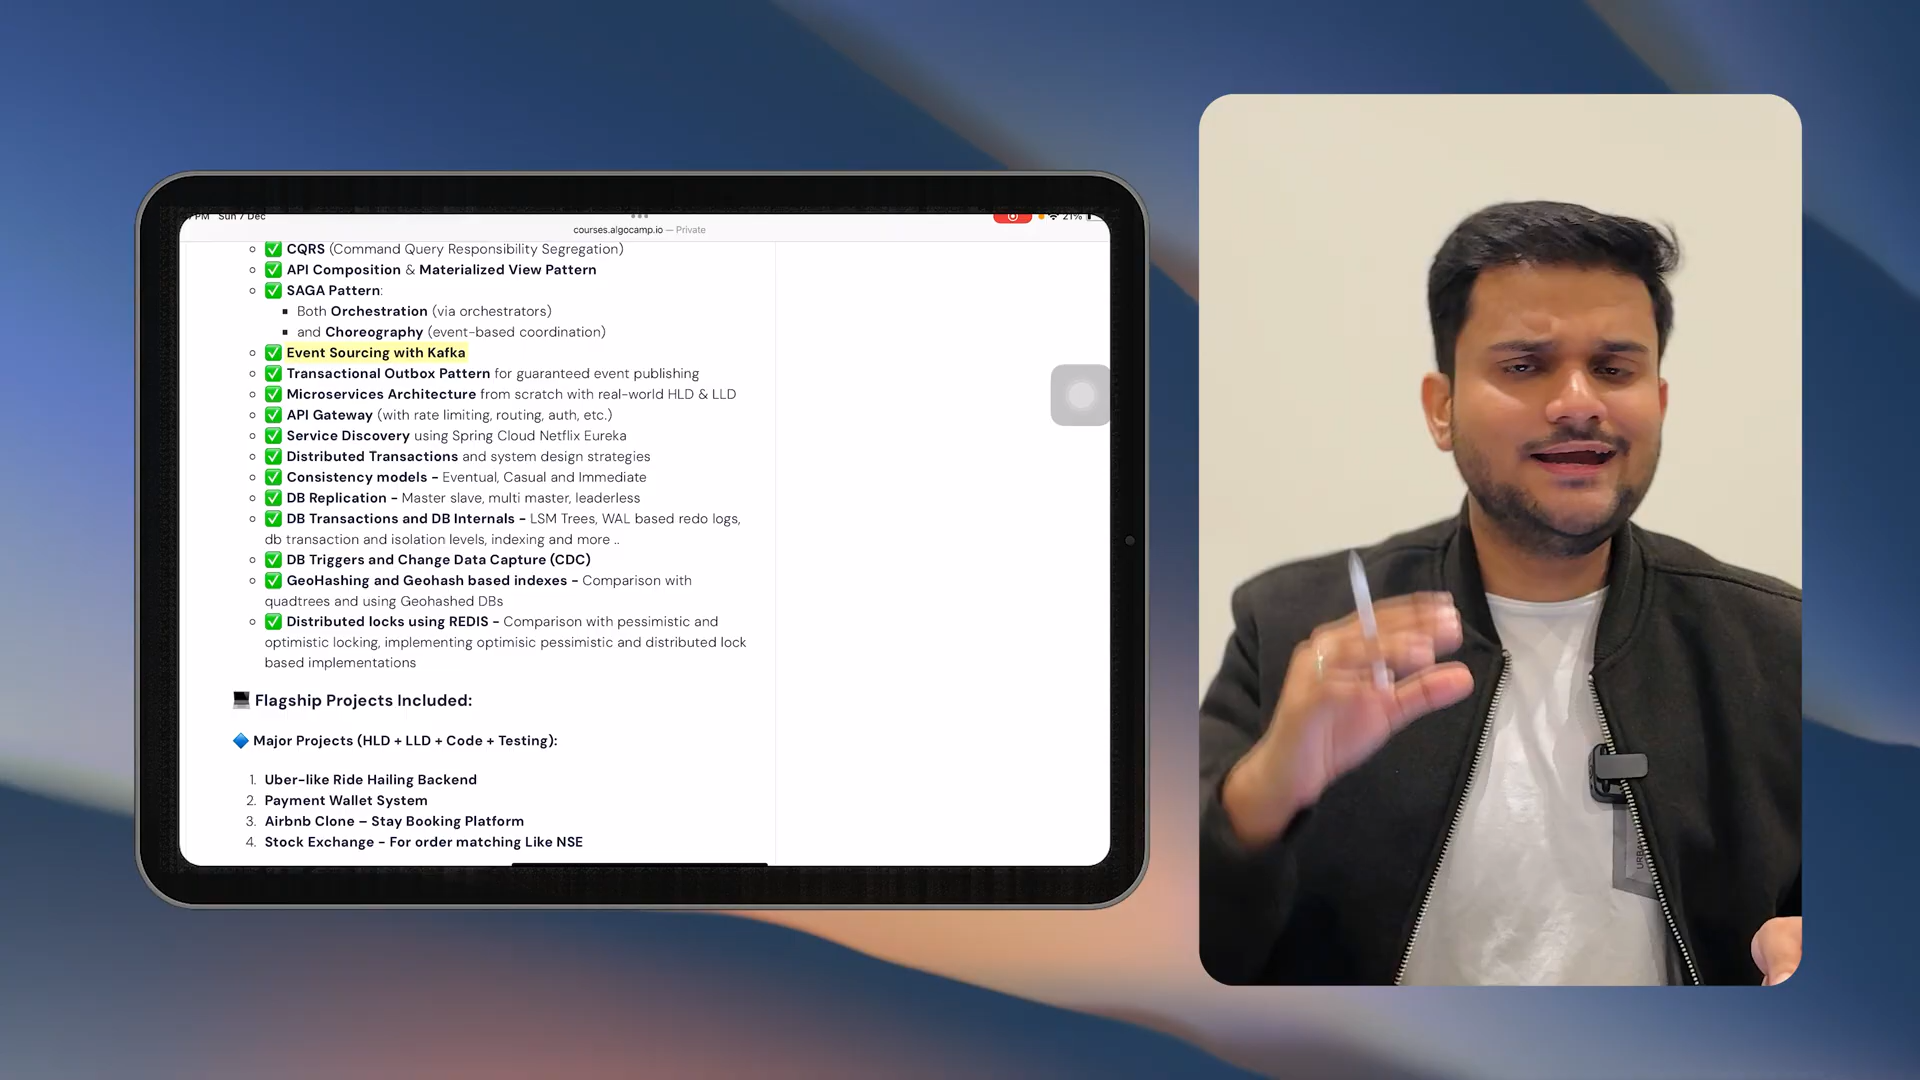 PM Sun 7 Dec
21%
courses.algocamp.io — Private
CQRS (Command Query Responsibility Segregation)
API Composition & Materialized View Pattern
SAGA Pattern:
Both Orchestration (via orchestrators)
and Choreography (event-based coordination)
Event Sourcing with Kafka
Transactional Outbox Pattern for guaranteed event publishing
Microservices Architecture from scratch with real-world HLD & LLD
API Gateway (with rate limiting, routing, auth, etc.)
Service Discovery using Spring Cloud Netflix Eureka
Distributed Transactions and system design strategies
Consistency models – Eventual, Casual and Immediate
DB Replication – Master slave, multi master, leaderless
DB Transactions and DB Internals – LSM Trees, WAL based redo logs,
db transaction and isolation levels, indexing and more ..
DB Triggers and Change Data Capture (CDC)
GeoHashing and Geohash based indexes – Comparison with
quadtrees and using Geohashed DBs
Distributed locks using REDIS – Comparison with pessimistic and
optimistic locking, implementing optimisic pessimistic and distributed lock
based implementations
Flagship Projects Included:
Major Projects (HLD + LLD + Code + Testing):
1. Uber-like Ride Hailing Backend
2. Payment Wallet System
3. Airbnb Clone – Stay Booking Platform
4. Stock Exchange – For order matching Like NSE